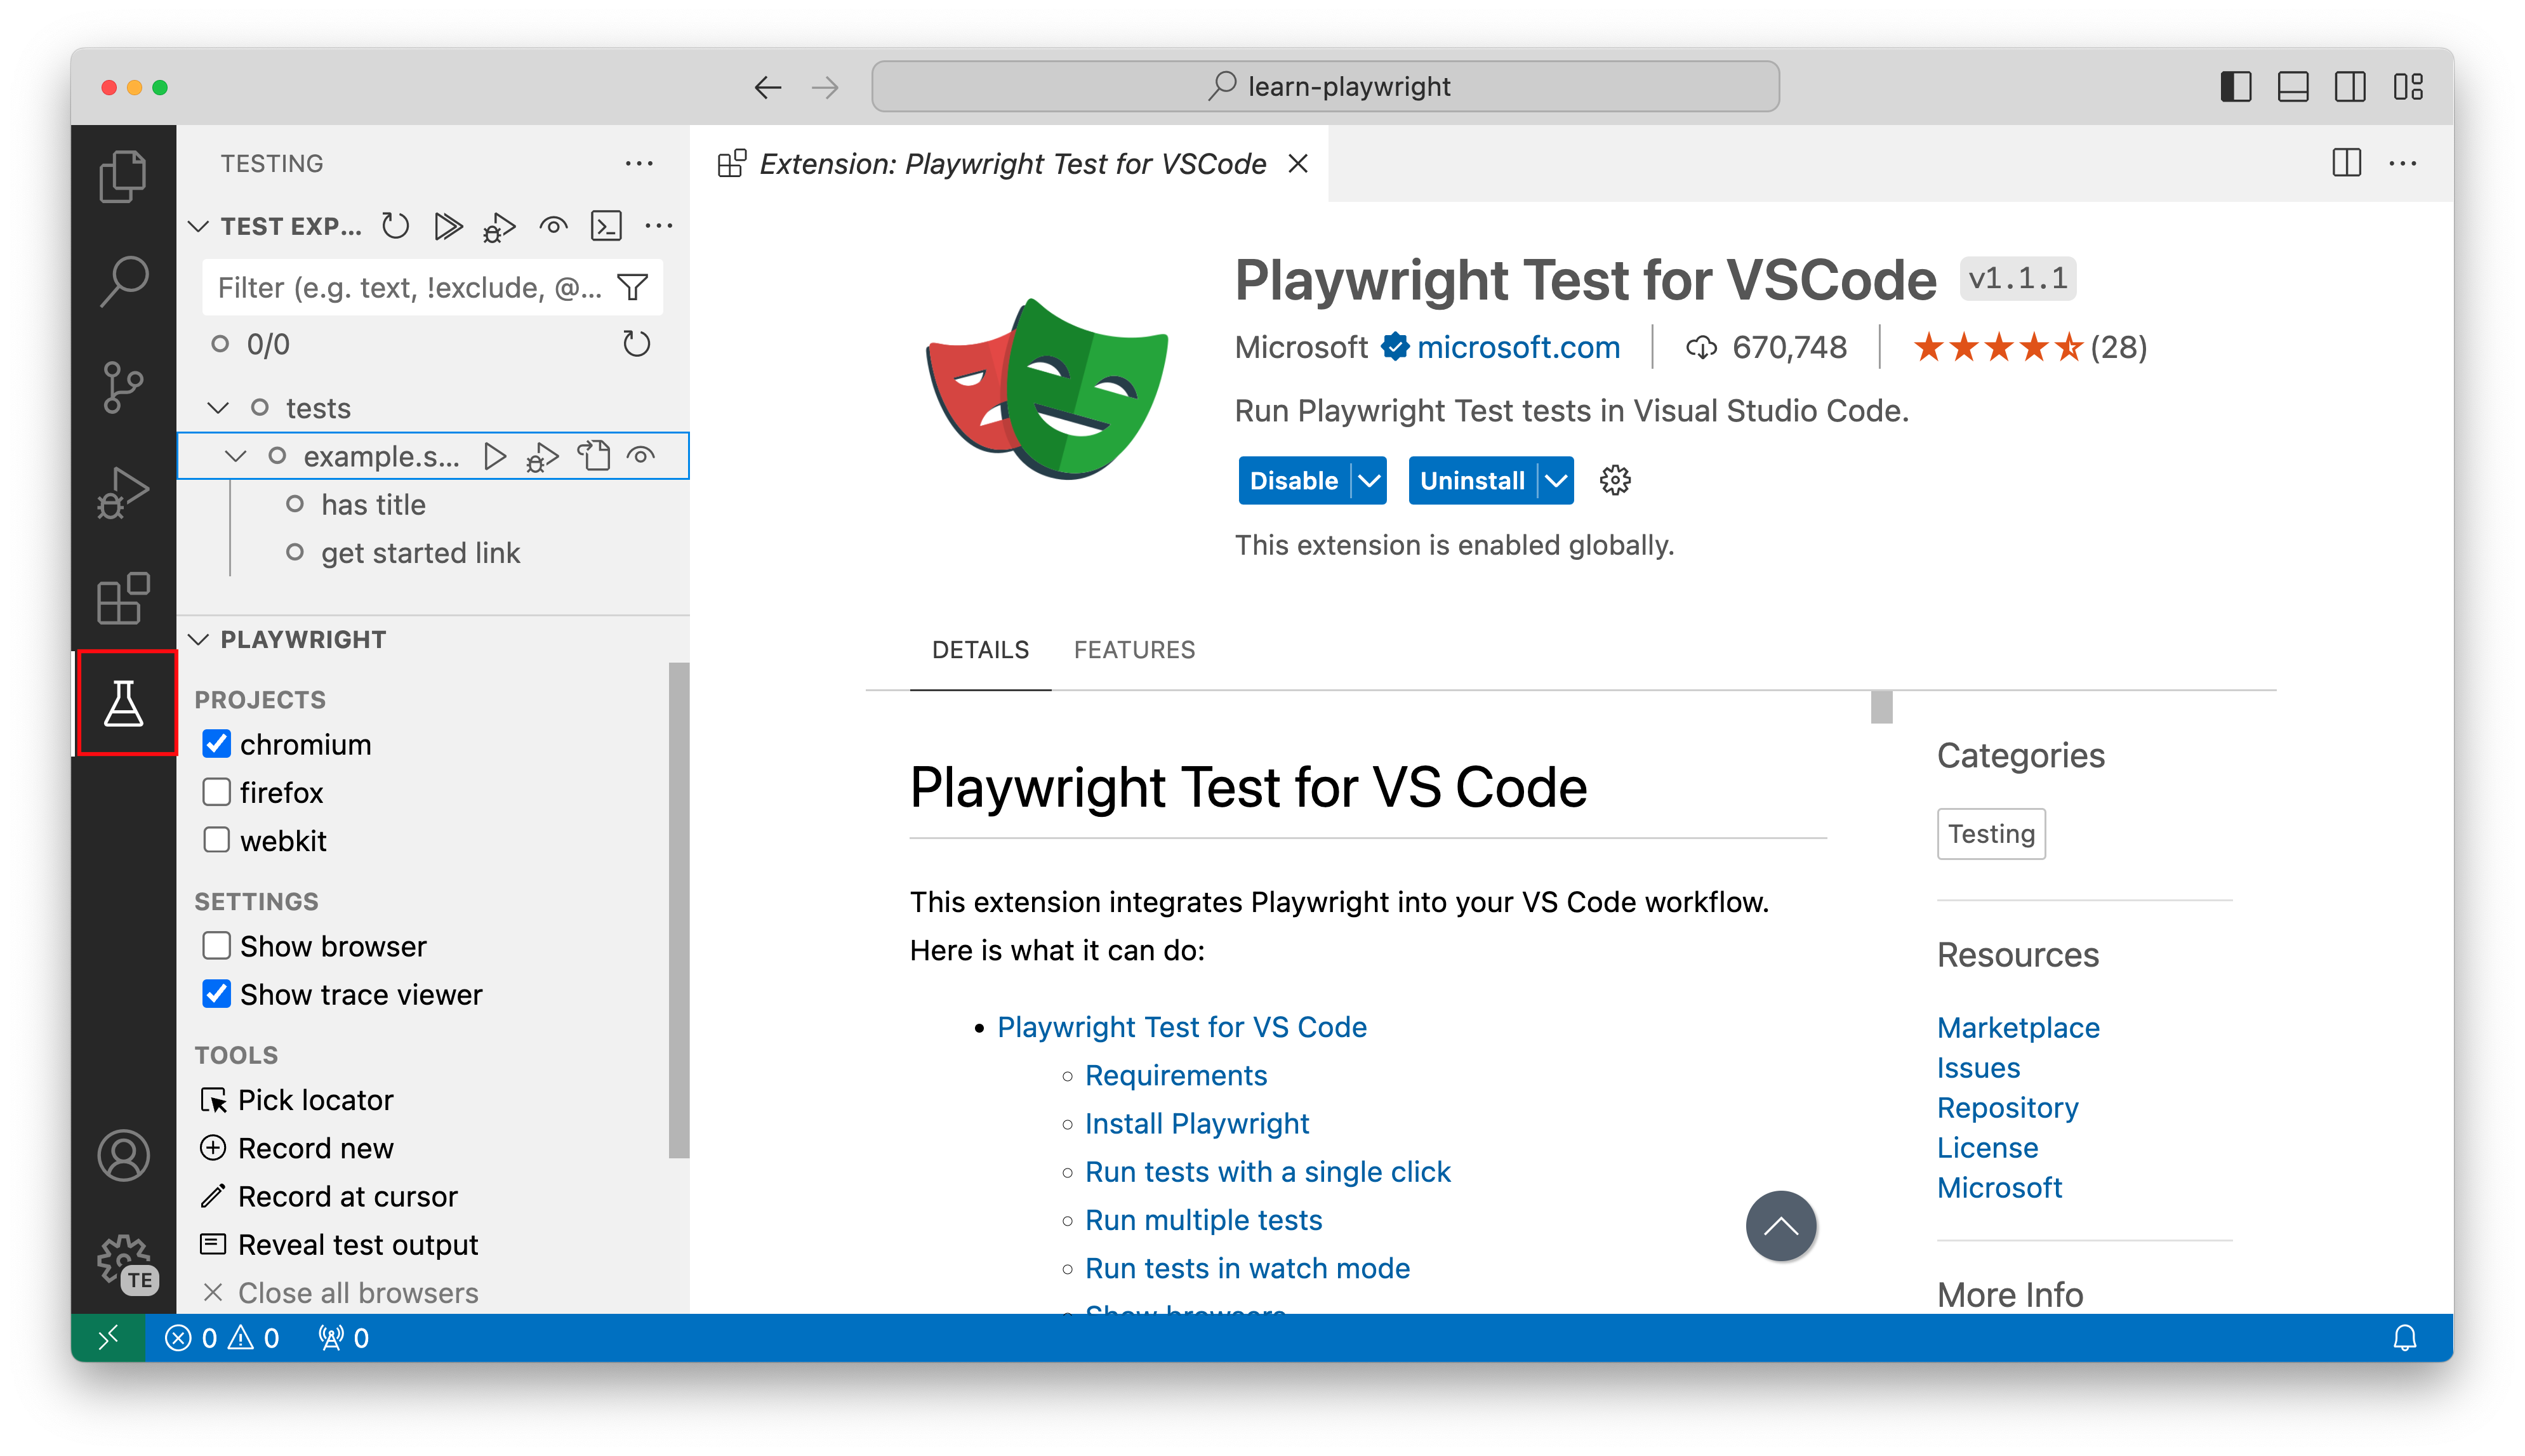 learn-playwright
TESTING
TEST EXP...
Filter (e.g. text, !exclude, @...
0/0
tests
example.s...
has title
get started link
PLAYWRIGHT
PROJECTS
chromium
firefox
webkit
SETTINGS
Show browser
Show trace viewer
TOOLS
Pick locator
Record new
Record at cursor
Reveal test output
Close all browsers
TE
Extension: Playwright Test for VSCode
Playwright Test for VSCode v1.1.1
Microsoft microsoft.com 670,748 (28)
Run Playwright Test tests in Visual Studio Code.
Disable Uninstall
This extension is enabled globally.
DETAILS FEATURES
Playwright Test for VS Code
This extension integrates Playwright into your VS Code workflow.
Here is what it can do:
Playwright Test for VS Code
Requirements
Install Playwright
Run tests with a single click
Run multiple tests
Run tests in watch mode
Show browsers
Categories
Testing
Resources
Marketplace
Issues
Repository
License
Microsoft
More Info
0 0 0